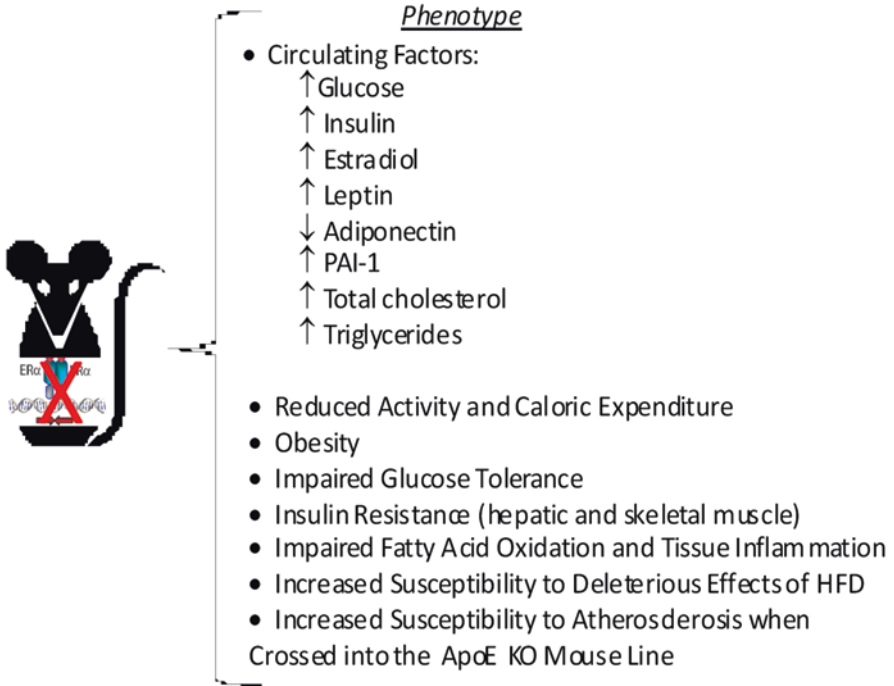 Phenotype
• Circulating Factors:
↑Glucose
↑ Insulin
↑ Estradiol
↑ Leptin
↓ Adiponectin
↑ PAI-1
↑ Total cholesterol
↑ Triglycerides
ERα ERα
• Reduced Activity and Caloric Expenditure
• Obesity
• Impaired Glucose Tolerance
• Insulin Resistance (hepatic and skeletal muscle)
• Impaired Fatty Acid Oxidation and Tissue Inflammation
• Increased Susceptibility to Deleterious Effects of HFD
• Increased Susceptibility to Atherosderosis when
Crossed into the ApoE KO Mouse Line